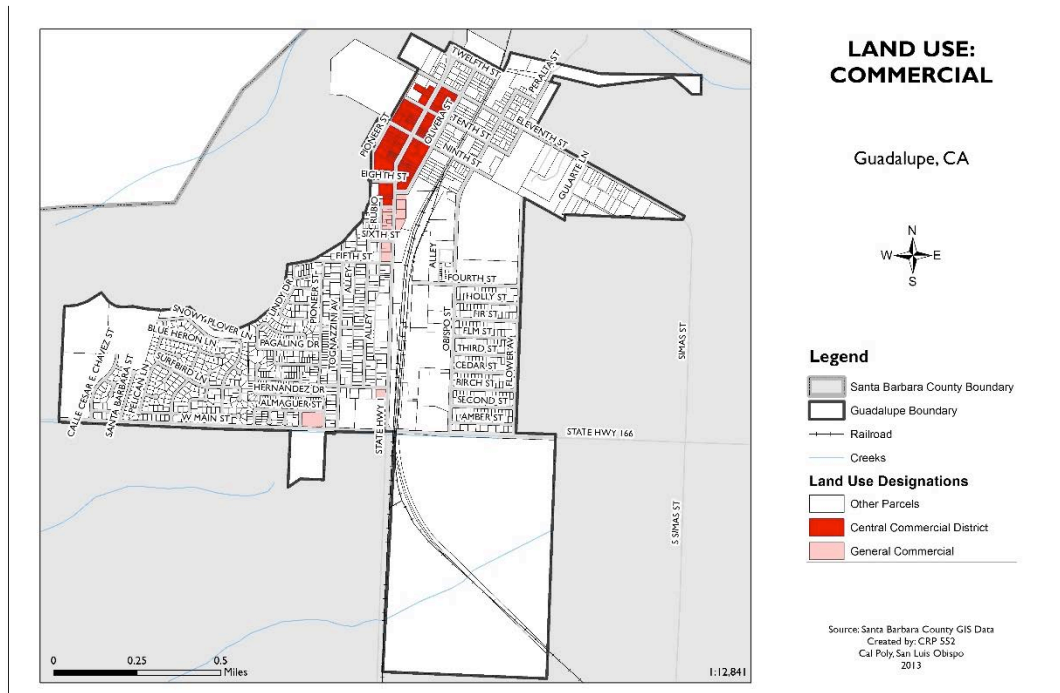 LAND USE:
COMMERCIAL
Guadalupe, CA
N
W E
S
TWELFTH ST
PERALTA ST
PIONEER ST
OLIVERA ST
TENTH ST
ELEVENTH ST
NINTH ST
GULARTE LN
EIGHTH ST
RUBIO
SIXTH ST
FIFTH ST
ALLEY
ALLEY
FOURTH ST
LINDY DR
PIONEER ST
HOLLY ST
FIR ST
SNOWY PLOVER LN
TOGNAZZINI AV
ALLEY
OBISPO ST
ELM ST
FLOWER AV
SIMAS ST
BLUE HERON LN
PAGALING DR
THIRD ST
SURFBIRD LN
CEDAR ST
CALLE CESAR E. CHAVEZ ST
SANTA BARBARA ST
PELICAN LN
HERNANDEZ DR
BIRCH ST
ALMAGUER ST
SECOND ST
W MAIN ST
AMBER ST
STATE HWY 1
STATE HWY 166
S SIMAS ST
Legend
Santa Barbara County Boundary
Guadalupe Boundary
Railroad
Creeks
Land Use Designations
Other Parcels
Central Commercial District
General Commercial
Source: Santa Barbara County GIS Data
Created by: CRP 552
Cal Poly, San Luis Obispo
2013
0 0.25 0.5
Miles
1:12,841